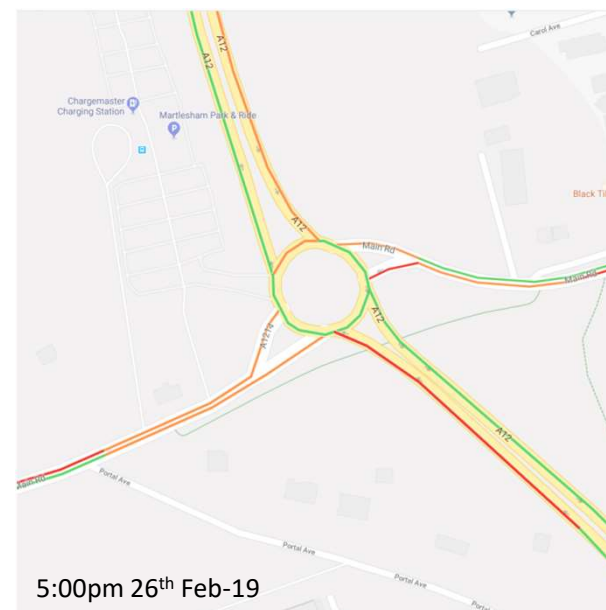 Carol Ave
A12
A12
Chargemaster
Charging Station
Martlesham Park & Ride
P
Black Ti
A12
Main Rd
Main Rd
A12
A1214
A12
Main Rd
Portal Ave
Portal Ave
Portal Ave
5:00pm 26th Feb-19